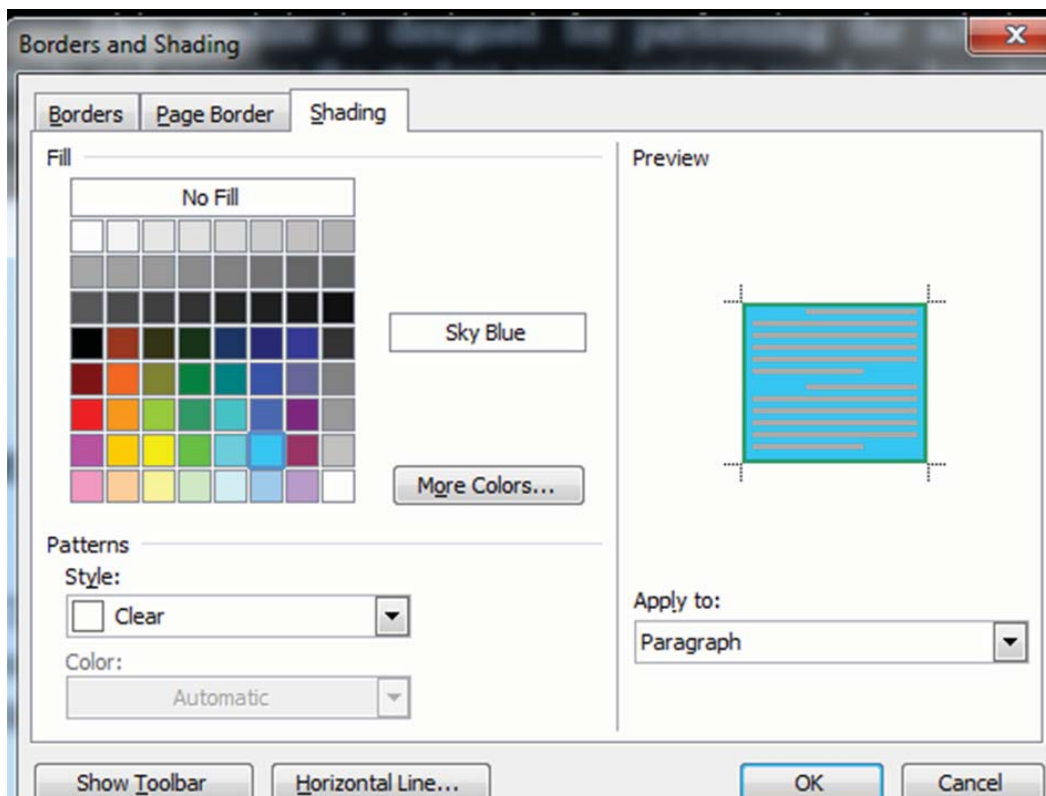 Borders and Shading
Borders
Page Border
Shading
Fill
No Fill
Sky Blue
More Colors...
Patterns
Style:
Clear
Color:
Automatic
Preview
Apply to:
Paragraph
Show Toolbar
Horizontal Line...
OK
Cancel